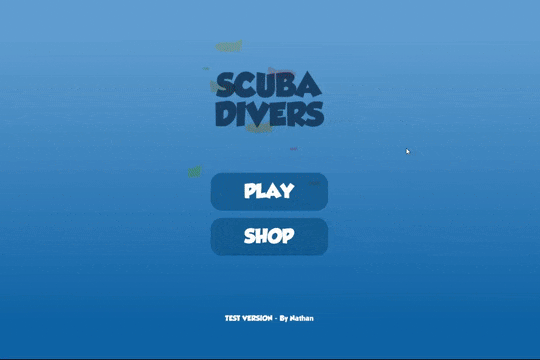 SCUBA
DIVERS
PLAY
SHOP
TEST VERSION - By Nathan